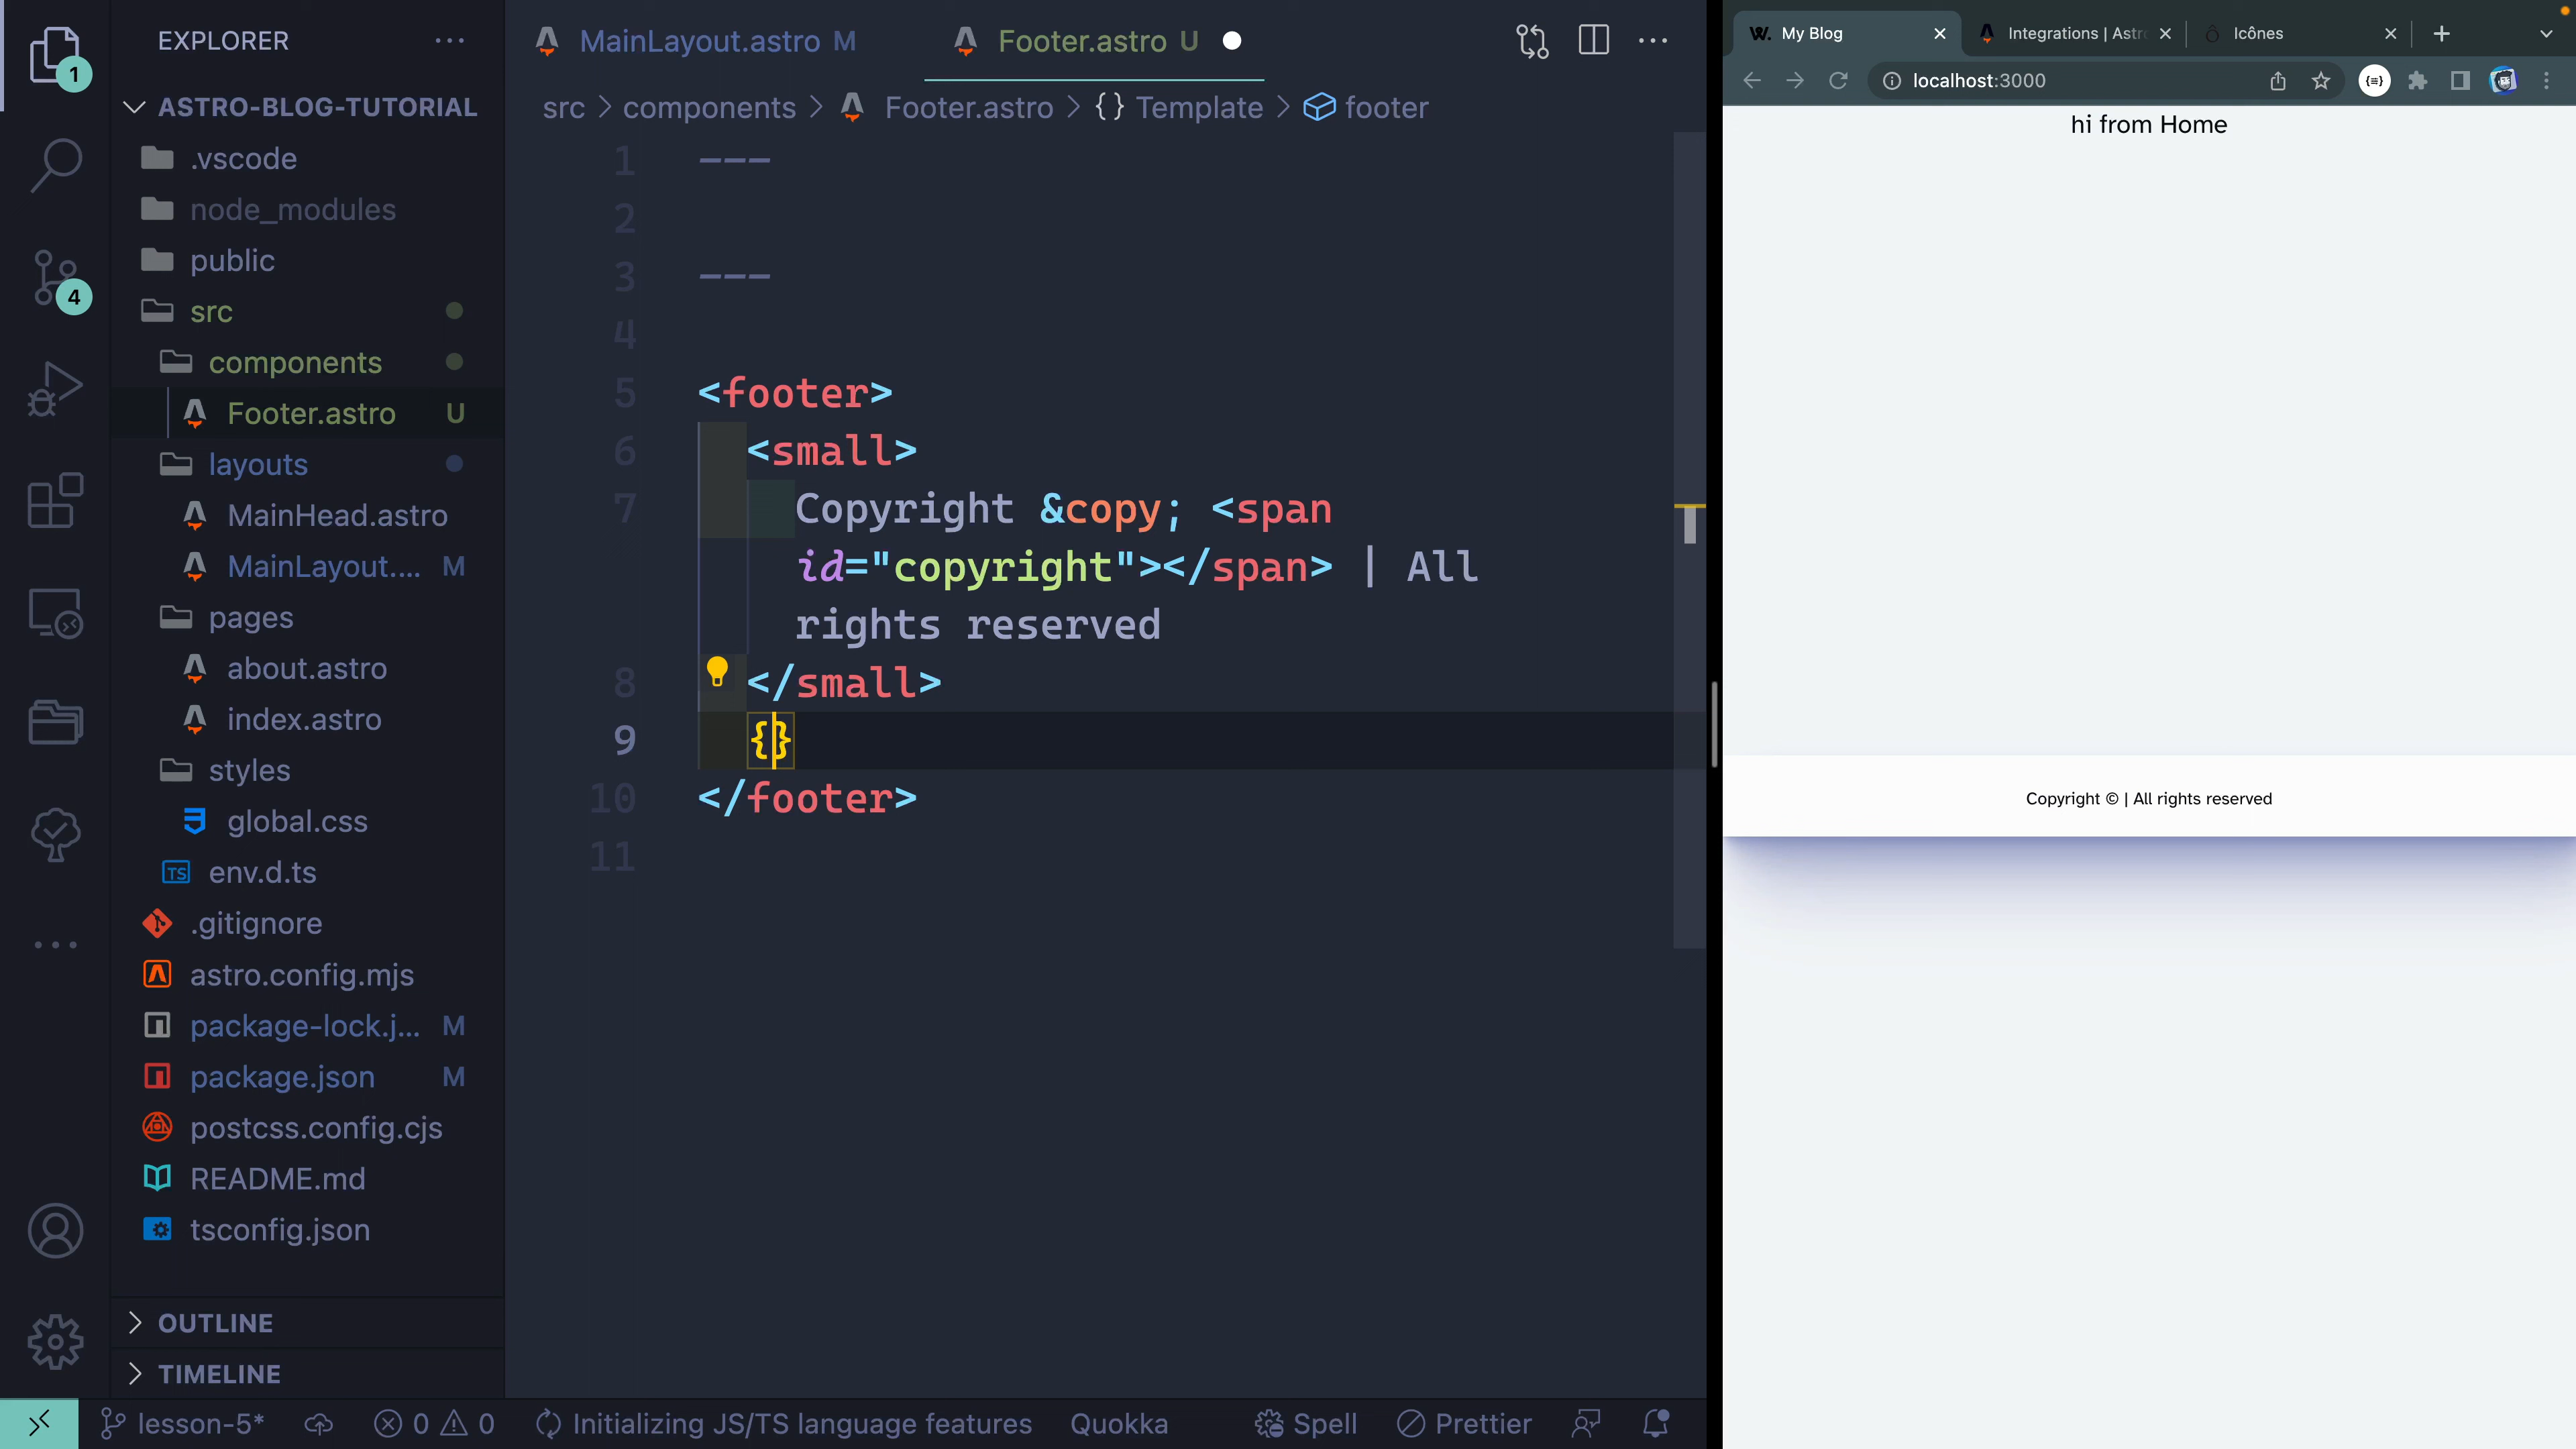 EXPLORER
1
4
ASTRO-BLOG-TUTORIAL
.vscode
node_modules
public
src
components
Footer.astro U
layouts
MainHead.astro
MainLayout.... M
pages
about.astro
index.astro
styles
global.css
TS env.d.ts
.gitignore
astro.config.mjs
package-lock.j... M
package.json M
postcss.config.cjs
README.md
tsconfig.json
OUTLINE
TIMELINE
MainLayout.astro M
Footer.astro U
src > components > Footer.astro > {} Template > footer
1 ---
2
3 ---
4
5 <footer>
6 <small>
7 Copyright &copy; <span
id="copyright"></span> | All
rights reserved
8 </small>
9 {}
10 </footer>
11
lesson-5* 0 0 Initializing JS/TS language features Quokka Spell Prettier
W. My Blog
Integrations | Astr
Icônes
localhost:3000
hi from Home
Copyright © | All rights reserved